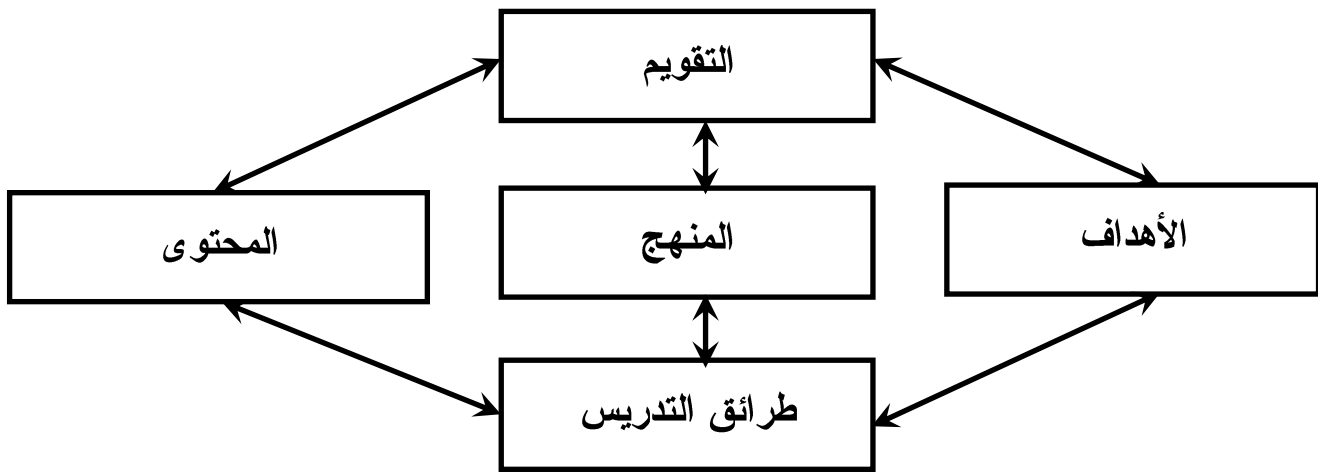 التقويم
الأهداف
المنهج
المحتوى
طرائق التدريس